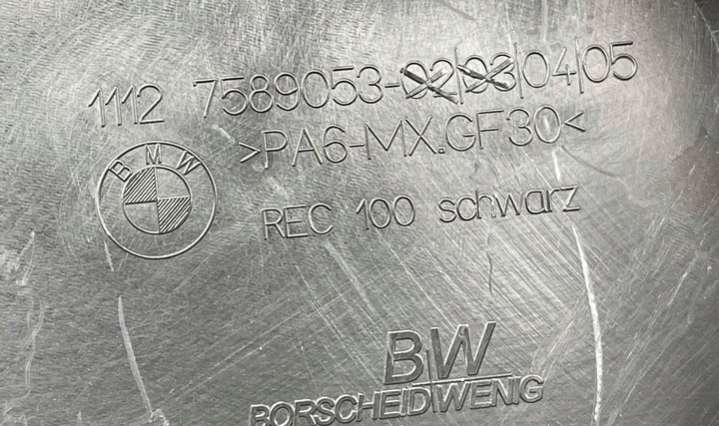 1112 7589053-02|03|04|05
>PA6-MX.GF30<
BMW
REC 100 schwarz
BW
BORSCHEIDWENIG